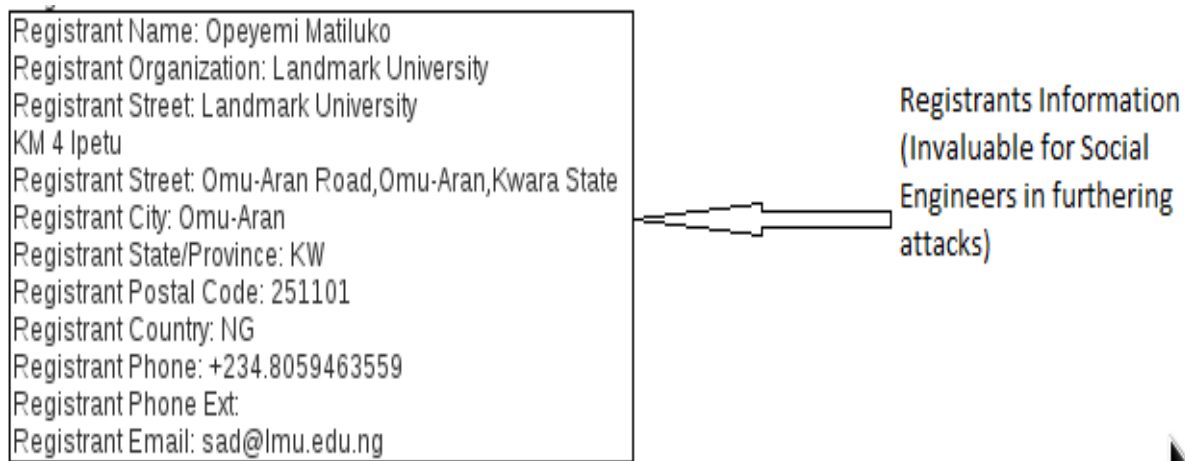 Registrant Name: Opeyemi Matiluko
Registrant Organization: Landmark University
Registrant Street: Landmark University
KM 4 Ipetu
Registrant Street: Omu-Aran Road,Omu-Aran,Kwara State
Registrant City: Omu-Aran
Registrant State/Province: KW
Registrant Postal Code: 251101
Registrant Country: NG
Registrant Phone: +234.8059463559
Registrant Phone Ext:
Registrant Email: sad@lmu.edu.ng
Registrants Information
(Invaluable for Social
Engineers in furthering
attacks)